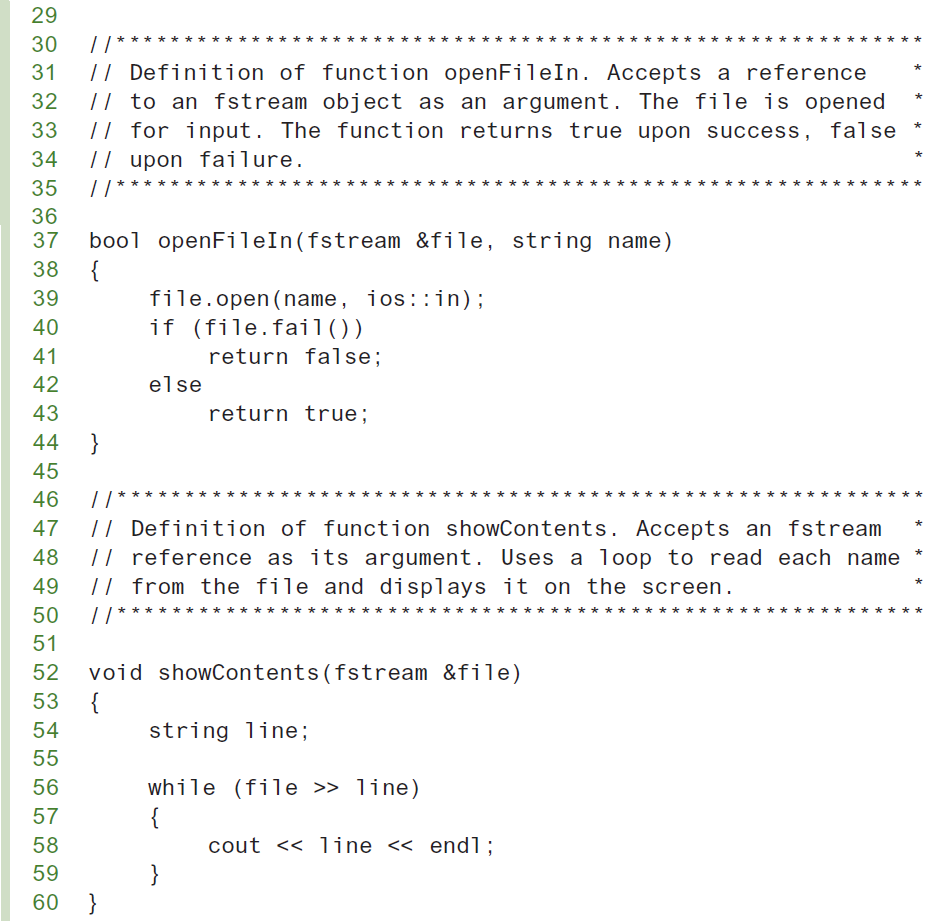 29
30 //************************************************************
31 // Definition of function openFileIn. Accepts a reference *
32 // to an fstream object as an argument. The file is opened *
33 // for input. The function returns true upon success, false *
34 // upon failure. *
35 //************************************************************
36
37 bool openFileIn(fstream &file, string name)
38 {
39 file.open(name, ios::in);
40 if (file.fail())
41 return false;
42 else
43 return true;
44 }
45
46 //************************************************************
47 // Definition of function showContents. Accepts an fstream *
48 // reference as its argument. Uses a loop to read each name *
49 // from the file and displays it on the screen. *
50 //************************************************************
51
52 void showContents(fstream &file)
53 {
54 string line;
55
56 while (file >> line)
57 {
58 cout << line << endl;
59 }
60 }